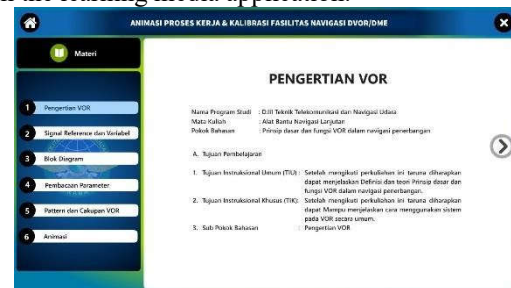 the learning media application.
ANIMASI PROSES KERJA & KALIBRASI FASILITAS NAVIGASI DVOR/DME
Materi
1 Pengertian VOR
2 Signal Reference dan Variabel
3 Blok Diagram
4 Pembacaan Parameter
5 Pattern dan Cakupan VOR
6 Animasi
PENGERTIAN VOR
Nama Program Studi : D.III Teknik Telekomunikasi dan Navigasi Udara
Mata Kuliah : Alat Bantu Navigasi Lanjutan
Pokok Bahasan : Prinsip dasar dan fungsi VOR dalam navigasi penerbangan
A. Tujuan Pembelajaran
1. Tujuan Instruksional Umum (TIU) : Setelah mengikuti perkuliahan ini taruna diharapkan
dapat menjelaskan Definisi dan teori Prinsip dasar dan
fungsi VOR dalam navigasi penerbangan.
2. Tujuan Instruksional Khusus (TIK): Setelah mengikuti perkuliahan ini taruna diharapkan
dapat Mampu menjelaskan cara menggunakan sistem
pada VOR secara umum.
3. Sub Pokok Bahasan : Pengertian VOR